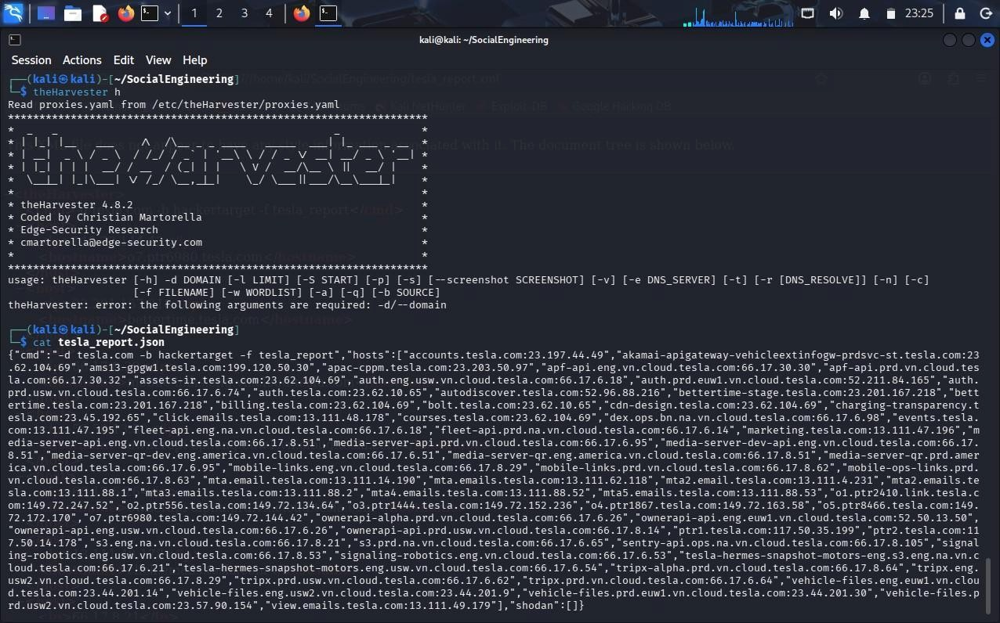 1 2 3 4 23:25
kali@kali: ~/SocialEngineering
Session Actions Edit View Help
┌──(kali㉿kali)-[~/SocialEngineering]
└─$ theHarvester h
Read proxies.yaml from /etc/theHarvester/proxies.yaml
*******************************************************************
* theHarvester 4.8.2 *
* Coded by Christian Martorella *
* Edge-Security Research *
* cmartorella@edge-security.com *
* *
*******************************************************************
usage: theHarvester [-h] -d DOMAIN [-l LIMIT] [-S START] [-p] [-s] [--screenshot SCREENSHOT] [-v] [-e DNS_SERVER] [-t] [-r [DNS_RESOLVE]] [-n] [-c]
[-f FILENAME] [-w WORDLIST] [-a] [-q] [-b SOURCE]
theHarvester: error: the following arguments are required: -d/--domain
┌──(kali㉿kali)-[~/SocialEngineering]
└─$ cat tesla_report.json
{"cmd":"-d tesla.com -b hackertarget -f tesla_report","hosts":["accounts.tesla.com:23.197.44.49","akamai-apigateway-vehicleextinfogw-prdsvc-st.tesla.com:23
.62.104.69","ams13-gpgw1.tesla.com:199.120.50.30","apac-cppm.tesla.com:23.203.50.97","apf-api.eng.vn.cloud.tesla.com:66.17.30.30","apf-api.prd.vn.cloud.tes
la.com:66.17.30.32","assets-ir.tesla.com:23.62.104.69","auth.eng.usw.vn.cloud.tesla.com:66.17.6.18","auth.prd.euw1.vn.cloud.tesla.com:52.211.84.165","auth.
prd.usw.vn.cloud.tesla.com:66.17.6.74","auth.tesla.com:23.62.10.65","autodiscover.tesla.com:52.96.88.216","bettertime-stage.tesla.com:23.201.167.218","bett
ertime.tesla.com:23.201.167.218","billing.tesla.com:23.62.104.69","bolt.tesla.com:23.62.10.65","cdn-design.tesla.com:23.62.104.69","charging-transparency.t
esla.com:23.45.192.65","click.emails.tesla.com:13.111.48.178","courses.tesla.com:23.62.104.69","dex.ops.bn.na.vn.cloud.tesla.com:66.17.6.98","events.tesla.
com:13.111.47.195","fleet-api.eng.na.vn.cloud.tesla.com:66.17.6.18","fleet-api.prd.na.vn.cloud.tesla.com:66.17.6.14","marketing.tesla.com:13.111.47.196","m
edia-server-api.eng.vn.cloud.tesla.com:66.17.8.51","media-server-api.prd.vn.cloud.tesla.com:66.17.6.95","media-server-dev-api.eng.vn.cloud.tesla.com:66.17.
8.51","media-server-qr-dev.eng.america.vn.cloud.tesla.com:66.17.6.51","media-server-qr.eng.america.vn.cloud.tesla.com:66.17.8.51","media-server-qr.prd.amer
ica.vn.cloud.tesla.com:66.17.6.95","mobile-links.eng.vn.cloud.tesla.com:66.17.8.29","mobile-links.prd.vn.cloud.tesla.com:66.17.8.62","mobile-ops-links.prd.
vn.cloud.tesla.com:66.17.8.63","mta.email.tesla.com:13.111.14.190","mta.emails.tesla.com:13.111.62.118","mta2.email.tesla.com:13.111.4.231","mta2.emails.te
sla.com:13.111.88.1","mta3.emails.tesla.com:13.111.88.2","mta4.emails.tesla.com:13.111.88.52","mta5.emails.tesla.com:13.111.88.53","o1.ptr2410.link.tesla.c
om:149.72.247.52","o2.ptr556.tesla.com:149.72.134.64","o3.ptr1444.tesla.com:149.72.152.236","o4.ptr1867.tesla.com:149.72.163.58","o5.ptr8466.tesla.com:149.
72.172.170","o7.ptr6980.tesla.com:149.72.144.42","ownerapi-alpha.prd.vn.cloud.tesla.com:66.17.6.26","ownerapi-api.eng.euw1.vn.cloud.tesla.com:52.50.13.50",
"ownerapi-api.eng.usw.vn.cloud.tesla.com:66.17.6.26","ownerapi-api.prd.usw.vn.cloud.tesla.com:66.17.8.14","ptr1.tesla.com:117.50.35.199","ptr2.tesla.com:11
7.50.14.178","s3.eng.na.vn.cloud.tesla.com:66.17.8.21","s3.prd.na.vn.cloud.tesla.com:66.17.6.65","sentry-api.ops.na.vn.cloud.tesla.com:66.17.8.105","signal
ing-robotics.eng.usw.vn.cloud.tesla.com:66.17.8.53","signaling-robotics.eng.vn.cloud.tesla.com:66.17.6.53","tesla-hermes-snapshot-motors-eng.s3.eng.na.vn.c
loud.tesla.com:66.17.6.21","tesla-hermes-snapshot-motors.eng.usw.vn.cloud.tesla.com:66.17.6.54","tripx-alpha.prd.vn.cloud.tesla.com:66.17.8.64","tripx.eng.
usw2.vn.cloud.tesla.com:66.17.8.29","tripx.prd.usw.vn.cloud.tesla.com:66.17.6.62","tripx.prd.vn.cloud.tesla.com:66.17.6.64","vehicle-files.eng.euw1.vn.clou
d.tesla.com:23.44.201.14","vehicle-files.eng.usw2.vn.cloud.tesla.com:23.44.201.9","vehicle-files.prd.euw1.vn.cloud.tesla.com:23.44.201.30","vehicle-files.p
rd.usw2.vn.cloud.tesla.com:23.57.90.154","view.emails.tesla.com:13.111.49.179"],"shodan":[]}